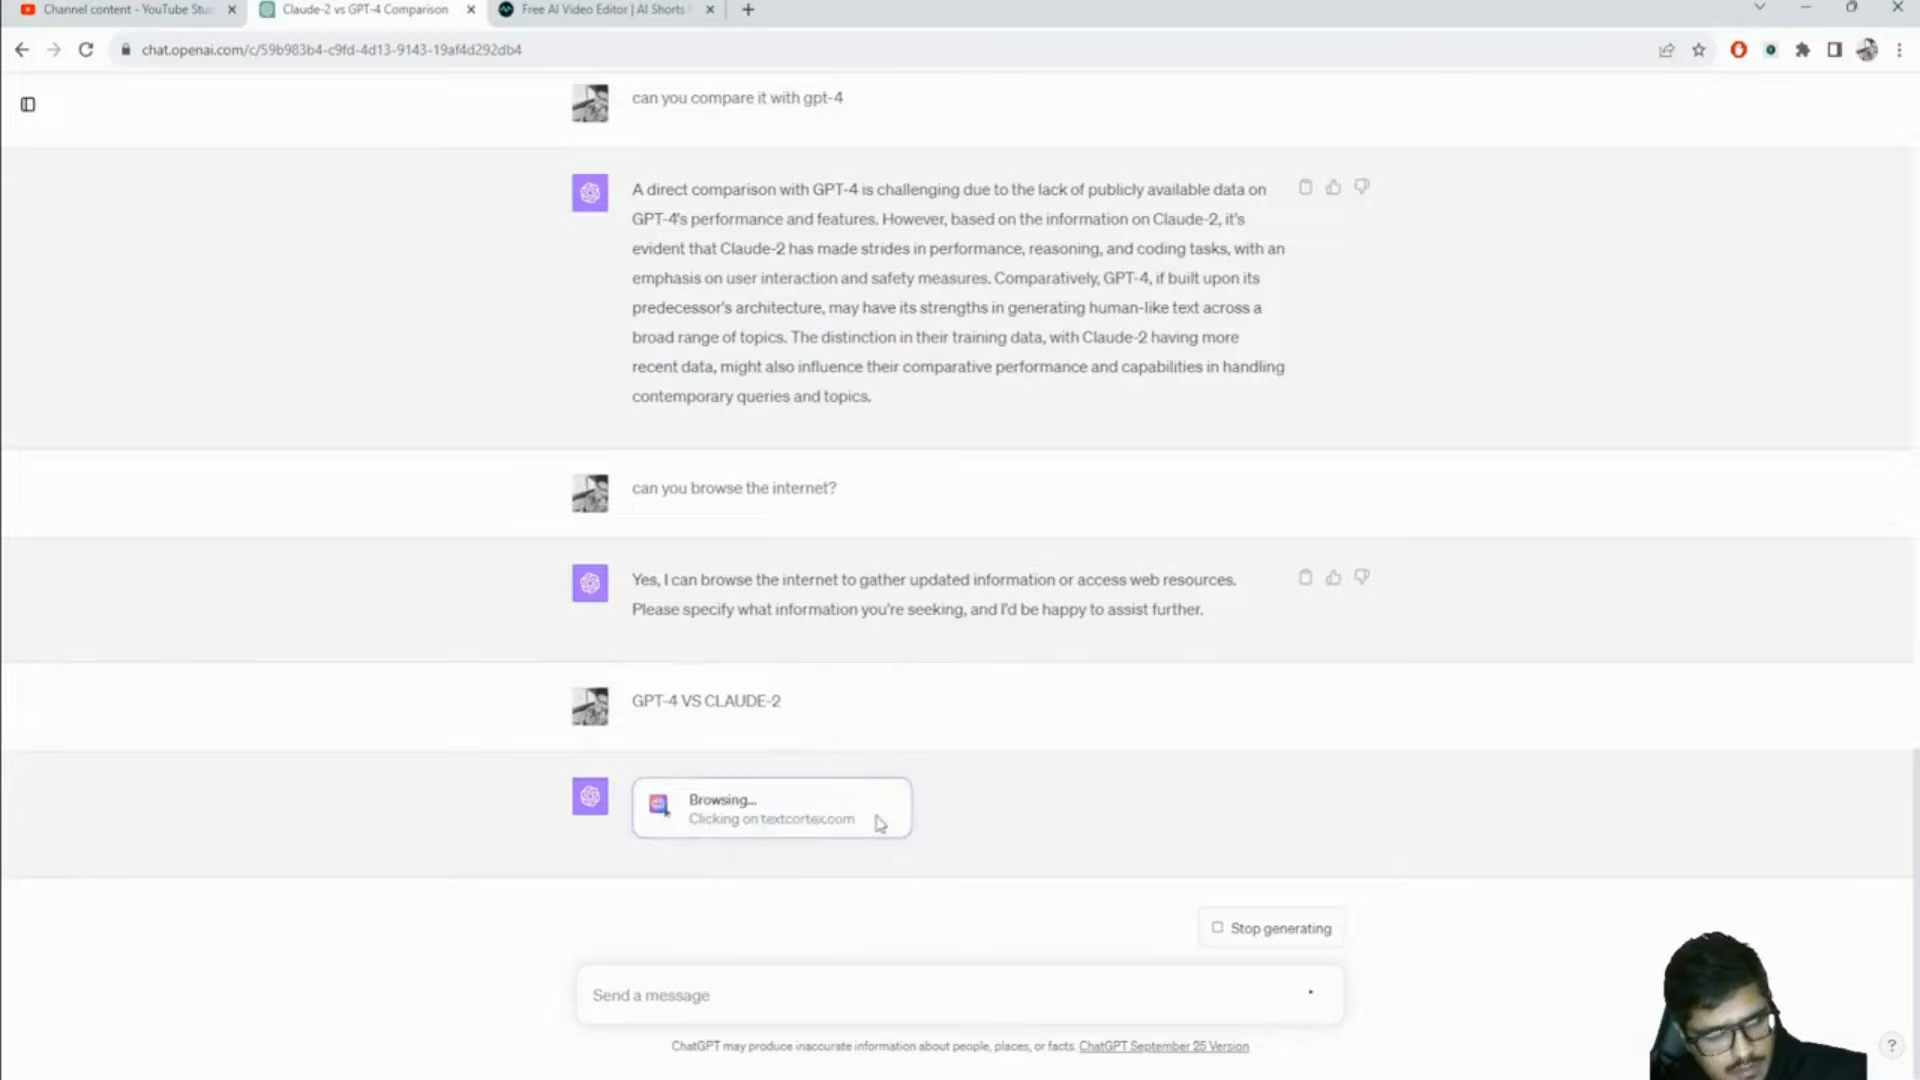 Channel content - YouTube Stu
Claude-2 vs GPT-4 Comparison
Free AI Video Editor | AI Shorts
chat.openai.com/c/59b983b4-c9fd-4d13-9143-19af4d292db4
can you compare it with gpt-4
A direct comparison with GPT-4 is challenging due to the lack of publicly available data on
GPT-4's performance and features. However, based on the information on Claude-2, it's
evident that Claude-2 has made strides in performance, reasoning, and coding tasks, with an
emphasis on user interaction and safety measures. Comparatively, GPT-4, if built upon its
predecessor's architecture, may have its strengths in generating human-like text across a
broad range of topics. The distinction in their training data, with Claude-2 having more
recent data, might also influence their comparative performance and capabilities in handling
contemporary queries and topics.
can you browse the internet?
Yes, I can browse the internet to gather updated information or access web resources.
Please specify what information you're seeking, and I'd be happy to assist further.
GPT-4 VS CLAUDE-2
Browsing...
Clicking on textcortex.com
Stop generating
Send a message
ChatGPT may produce inaccurate information about people, places, or facts. ChatGPT September 25 Version
?